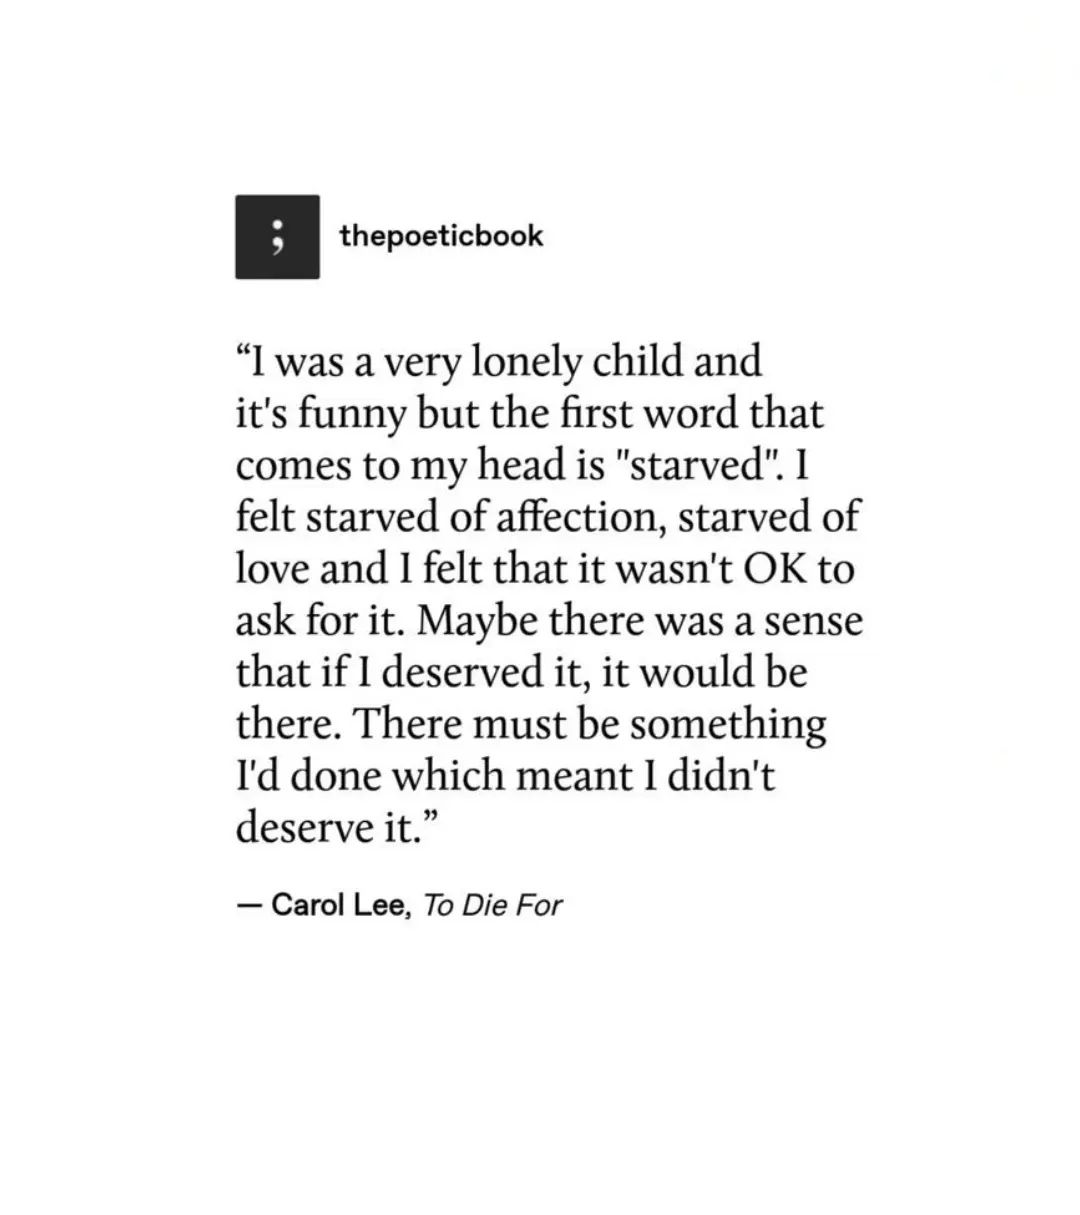 ;
thepoeticbook
“I was a very lonely child and
it's funny but the first word that
comes to my head is "starved". I
felt starved of affection, starved of
love and I felt that it wasn't OK to
ask for it. Maybe there was a sense
that if I deserved it, it would be
there. There must be something
I'd done which meant I didn't
deserve it.”
— Carol Lee, To Die For